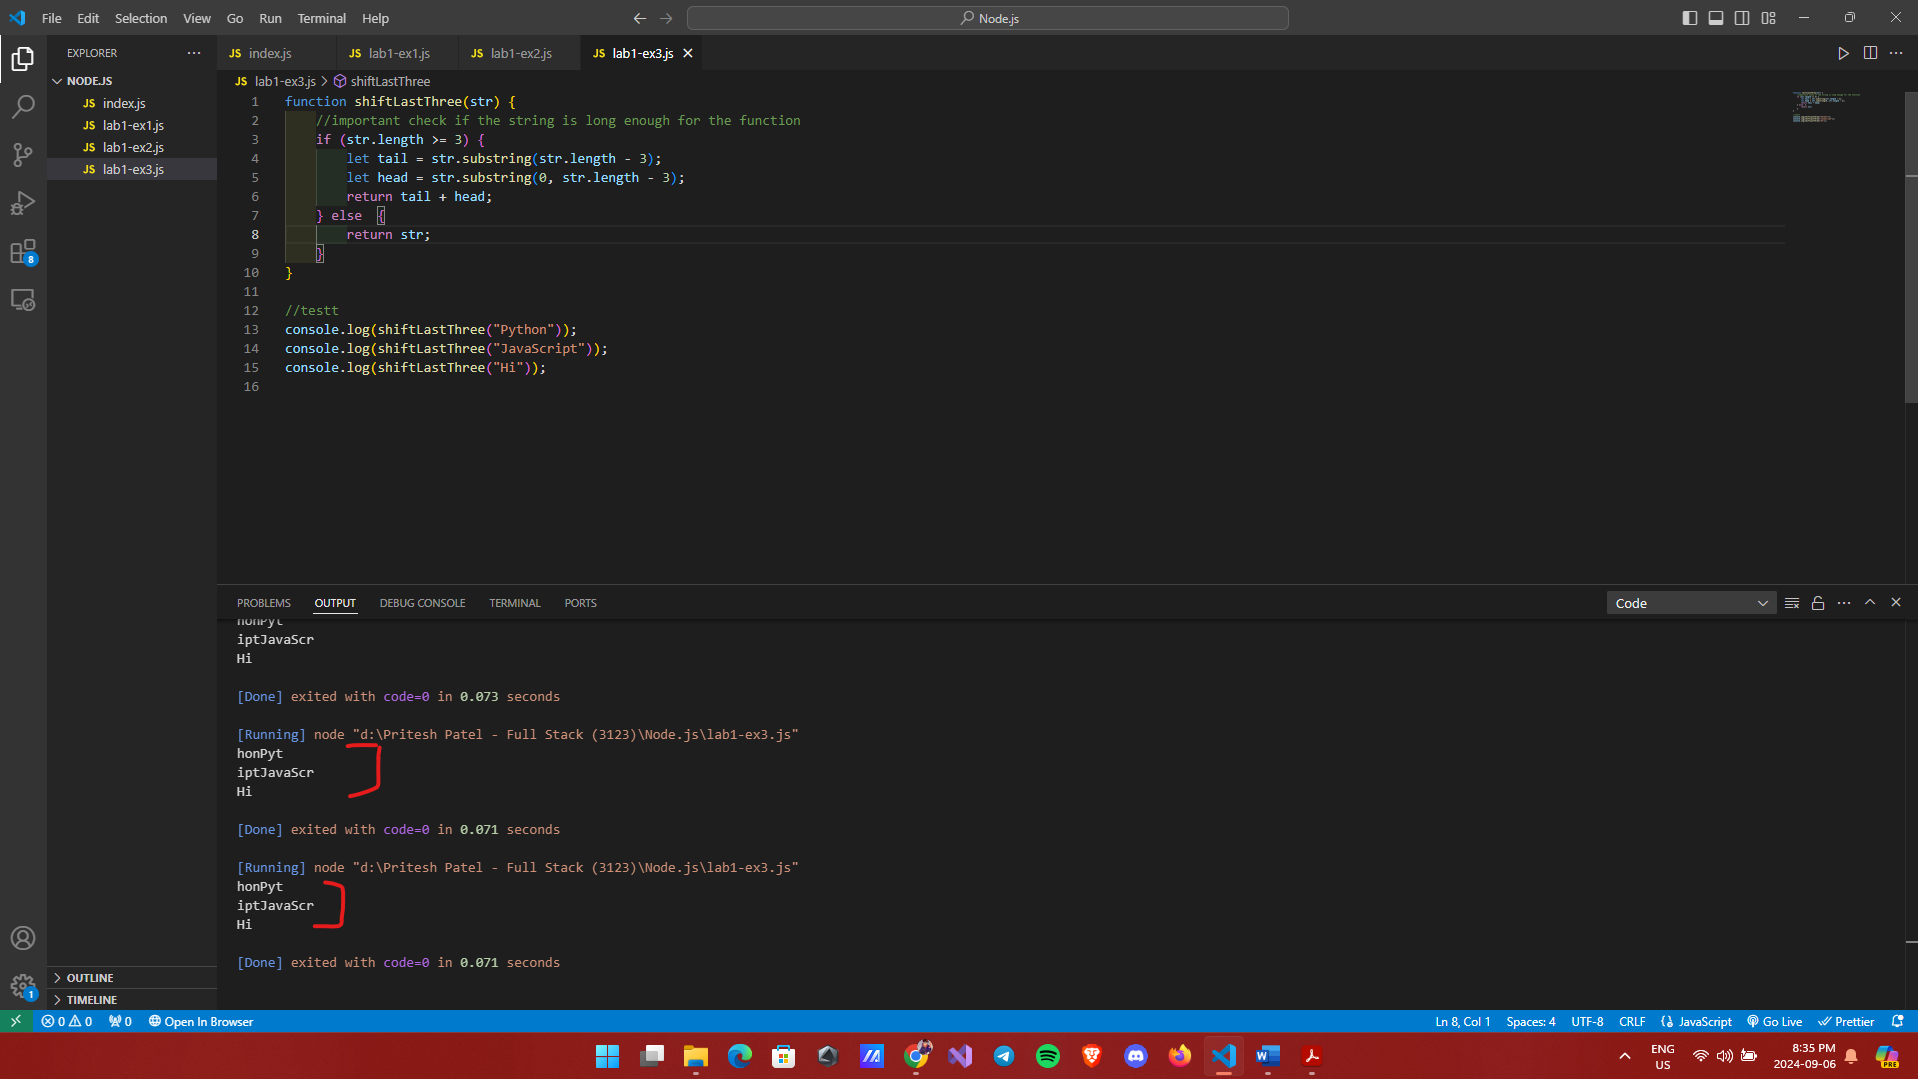 File Edit Selection View Go Run Terminal Help
Node.js
EXPLORER
index.js
lab1-ex1.js
lab1-ex2.js
lab1-ex3.js
NODE.JS
index.js
lab1-ex1.js
lab1-ex2.js
lab1-ex3.js
lab1-ex3.js > shiftLastThree
1 function shiftLastThree(str) {
2 //important check if the string is long enough for the function
3 if (str.length >= 3) {
4 let tail = str.substring(str.length - 3);
5 let head = str.substring(0, str.length - 3);
6 return tail + head;
7 } else  {
8 return str;
9 }
10 }
11
12 //testt
13 console.log(shiftLastThree("Python"));
14 console.log(shiftLastThree("JavaScript"));
15 console.log(shiftLastThree("Hi"));
16
PROBLEMS OUTPUT DEBUG CONSOLE TERMINAL PORTS
Code
honPyt
iptJavaScr
Hi
[Done] exited with code=0 in 0.073 seconds
[Running] node "d:\Pritesh Patel - Full Stack (3123)\Node.js\lab1-ex3.js"
honPyt
iptJavaScr
Hi
[Done] exited with code=0 in 0.071 seconds
[Running] node "d:\Pritesh Patel - Full Stack (3123)\Node.js\lab1-ex3.js"
honPyt
iptJavaScr
Hi
[Done] exited with code=0 in 0.071 seconds
8
1
OUTLINE
TIMELINE
0 0 0 Open In Browser
Ln 8, Col 1 Spaces: 4 UTF-8 CRLF JavaScript Go Live Prettier
ENG
US
8:35 PM
2024-09-06
PRE